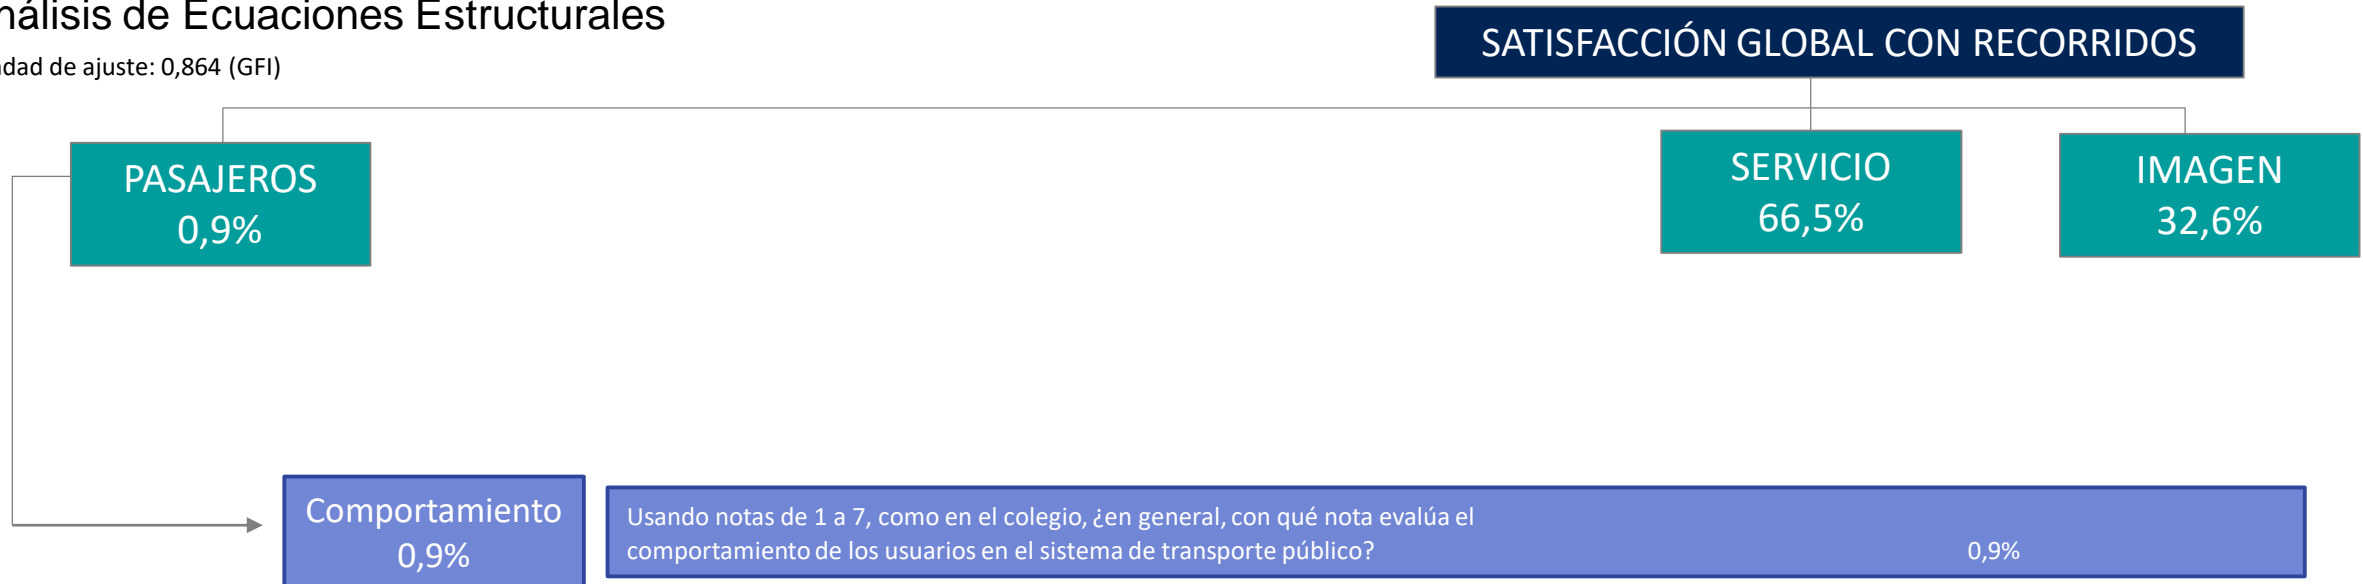 nálisis de Ecuaciones Estructurales
dad de ajuste: 0,864 (GFI)
SATISFACCIÓN GLOBAL CON RECORRIDOS
PASAJEROS
0,9%
SERVICIO
66,5%
IMAGEN
32,6%
Comportamiento
0,9%
Usando notas de 1 a 7, como en el colegio, ¿en general, con qué nota evalúa el
comportamiento de los usuarios en el sistema de transporte público? 0,9%